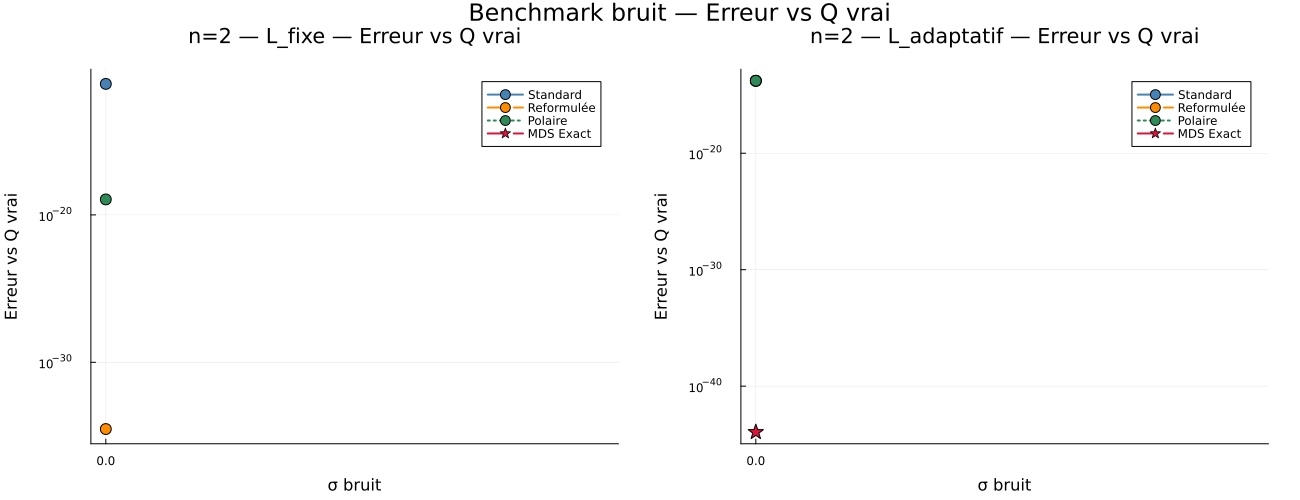 Benchmark bruit — Erreur vs Q vrai
n=2 — L_fixe — Erreur vs Q vrai
Standard
Reformulée
Polaire
MDS Exact
10⁻²⁰
10⁻³⁰
0.0
σ bruit
Erreur vs Q vrai
n=2 — L_adaptatif — Erreur vs Q vrai
Standard
Reformulée
Polaire
MDS Exact
10⁻²⁰
10⁻³⁰
10⁻⁴⁰
0.0
σ bruit
Erreur vs Q vrai